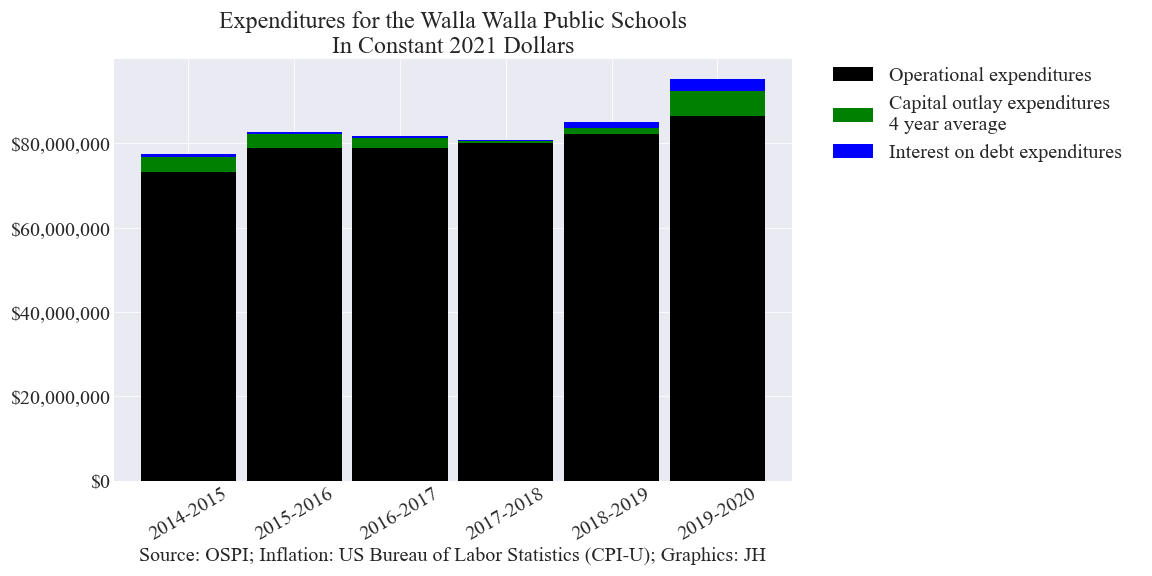 Expenditures for the Walla Walla Public Schools
In Constant 2021 Dollars
Operational expenditures
Capital outlay expenditures
4 year average
Interest on debt expenditures
$80,000,000
$60,000,000
$40,000,000
$20,000,000
$0
2014-2015
2015-2016
2016-2017
2017-2018
2018-2019
2019-2020
Source: OSPI; Inflation: US Bureau of Labor Statistics (CPI-U); Graphics: JH